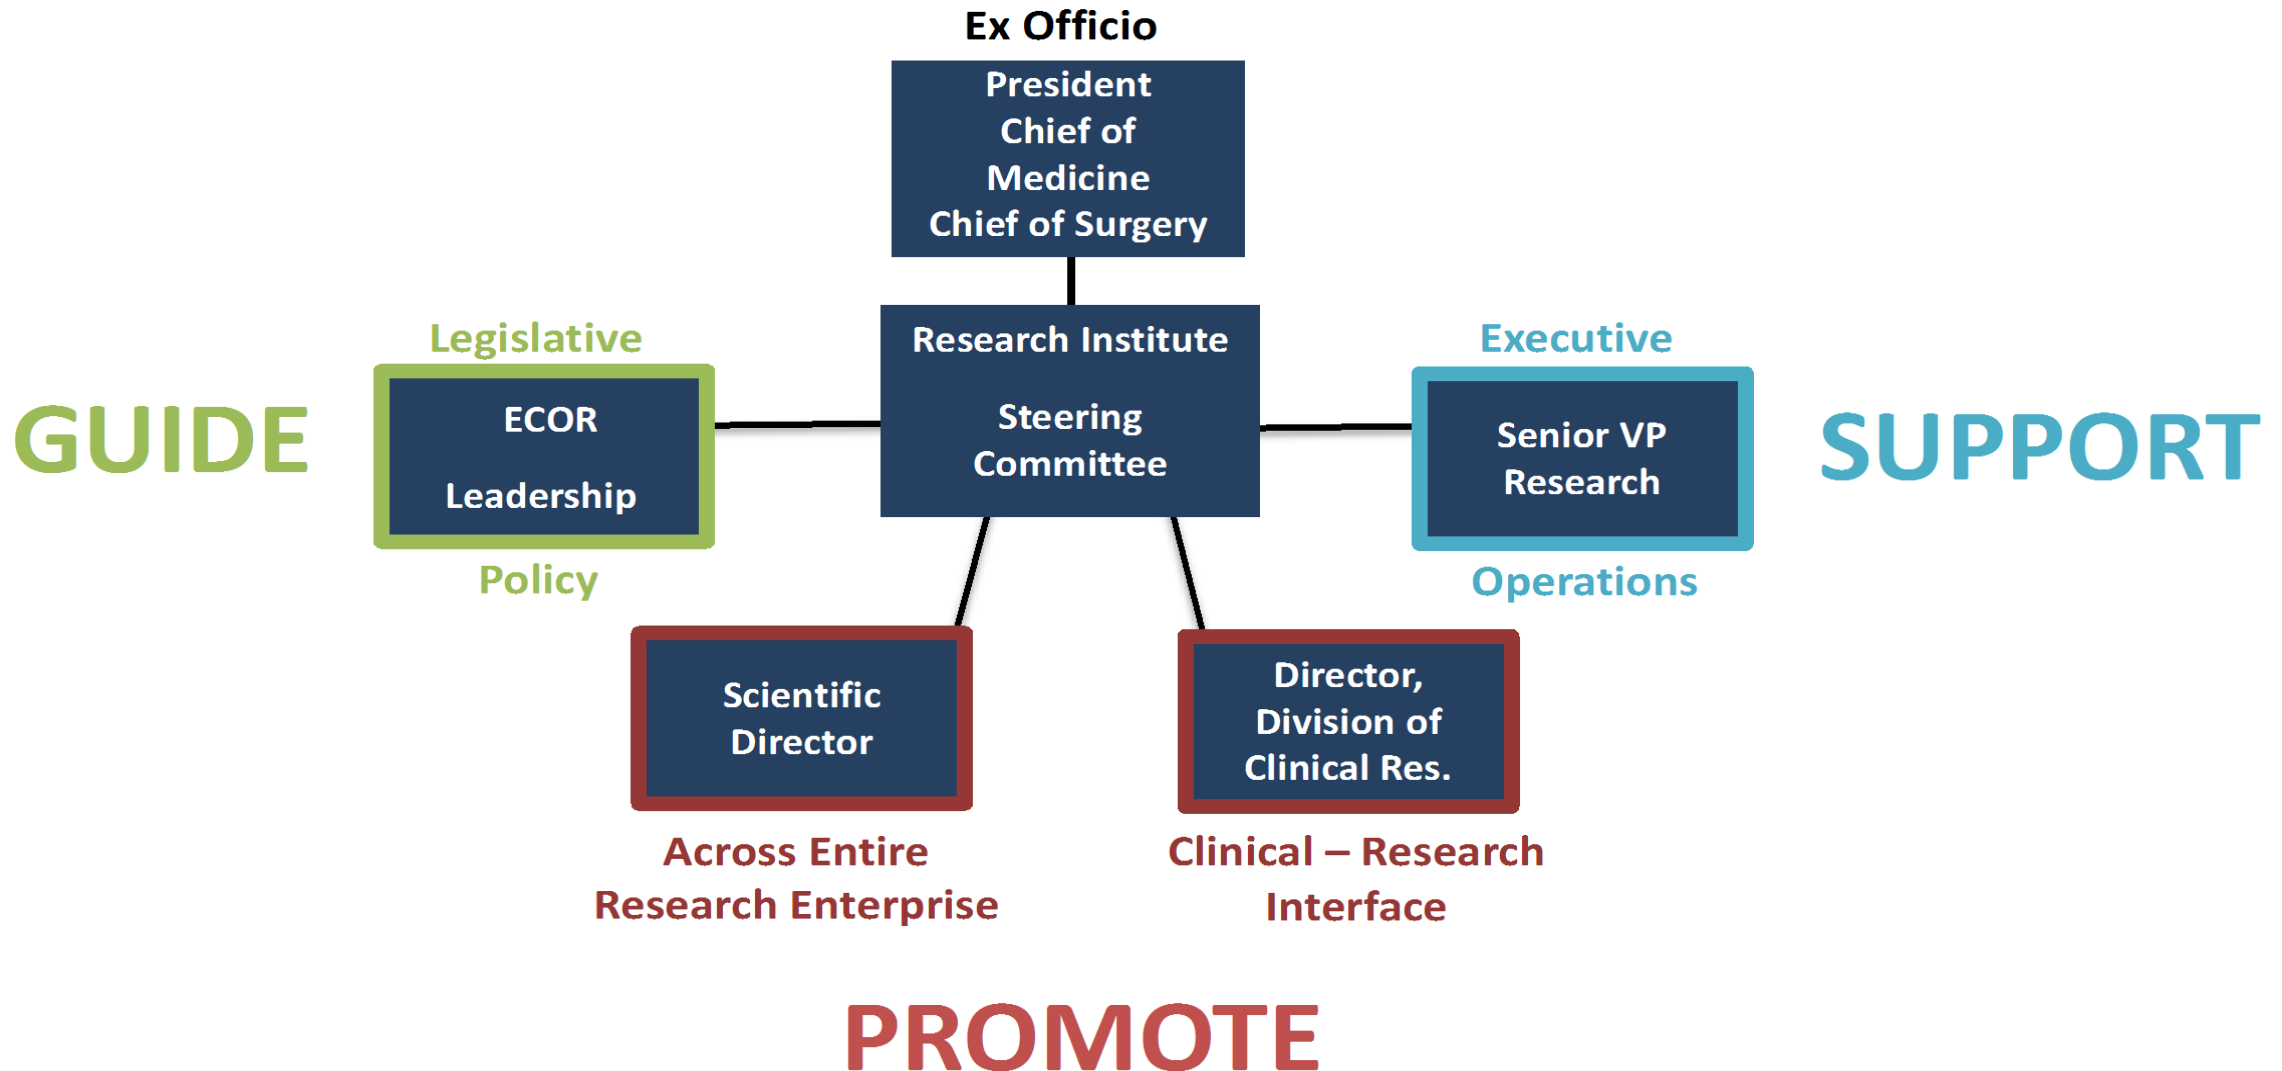 Ex Officio
President
Chief of
Medicine
Chief of Surgery
Research Institute
Steering
Committee
Legislative
GUIDE
ECOR
Leadership
Policy
Executive
Senior VP
Research
SUPPORT
Operations
Scientific
Director
Across Entire
Research Enterprise
Director,
Division of
Clinical Res.
Clinical – Research
Interface
PROMOTE